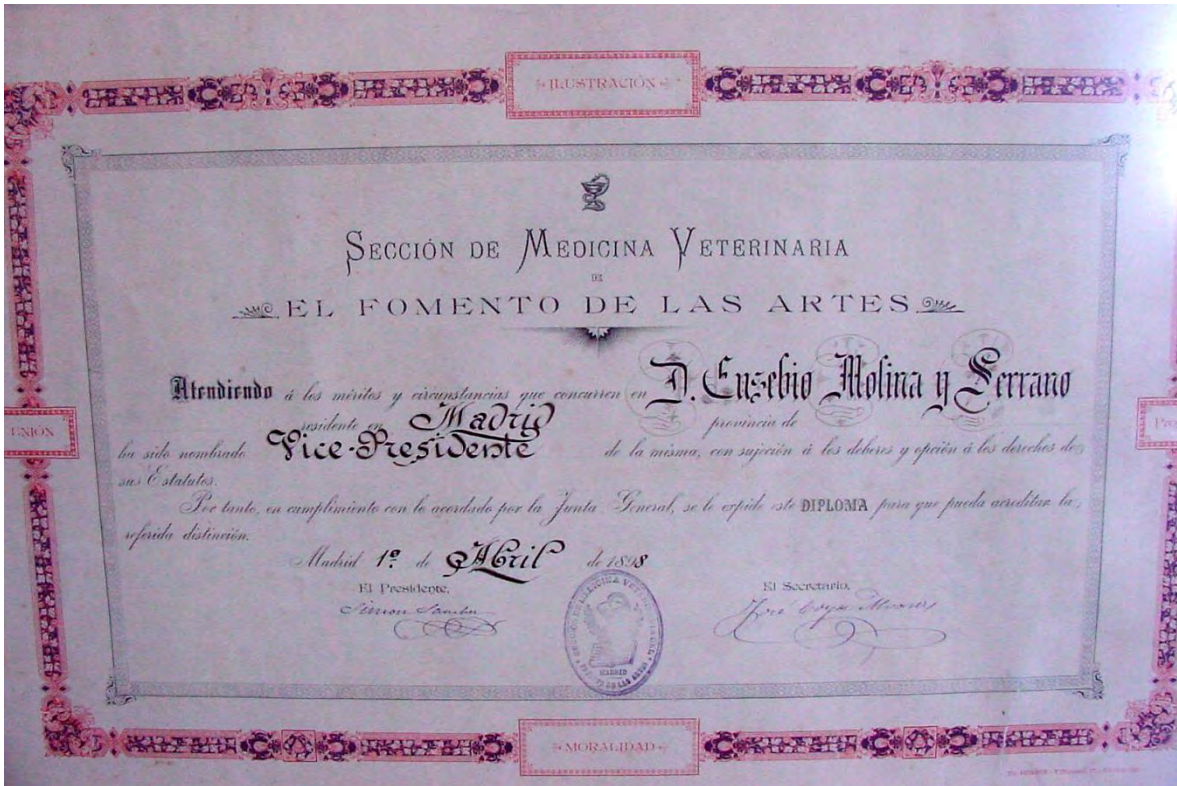 ILUSTRACIÓN
SECCIÓN DE MEDICINA VETERINARIA
DE
EL FOMENTO DE LAS ARTES
Atendiendo á los méritos y circunstancias que concurren en D. Eusebio Molina y Serrano
residente en Madrid provincia de
ha sido nombrado Vice-Presidente de la misma, con sujeción á los deberes y opción á los derechos de
sus Estatutos.
Por tanto, en cumplimiento con lo acordado por la Junta General, se le expide este DIPLOMA para que pueda acreditar la
referida distinción.
Madrid 1º de Abril de 1898
El Presidente, El Secretario,
Simon José
MADRID
UNIÓN
MORALIDAD